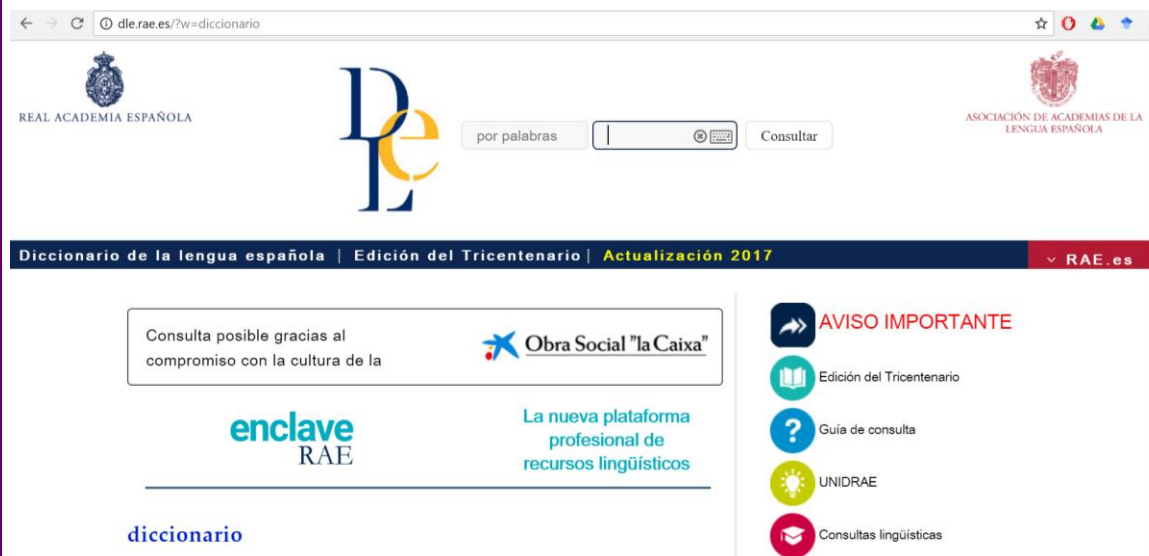 dle.rae.es/?w=diccionario
REAL ACADEMIA ESPAÑOLA
DeL
por palabras
Consultar
ASOCIACIÓN DE ACADEMIAS DE LA
LENGUA ESPAÑOLA
Diccionario de la lengua española | Edición del Tricentenario | Actualización 2017
RAE.es
Consulta posible gracias al
compromiso con la cultura de la
Obra Social "la Caixa"
enclave
RAE
La nueva plataforma
profesional de
recursos lingüísticos
diccionario
AVISO IMPORTANTE
Edición del Tricentenario
Guía de consulta
UNIDRAE
Consultas lingüísticas